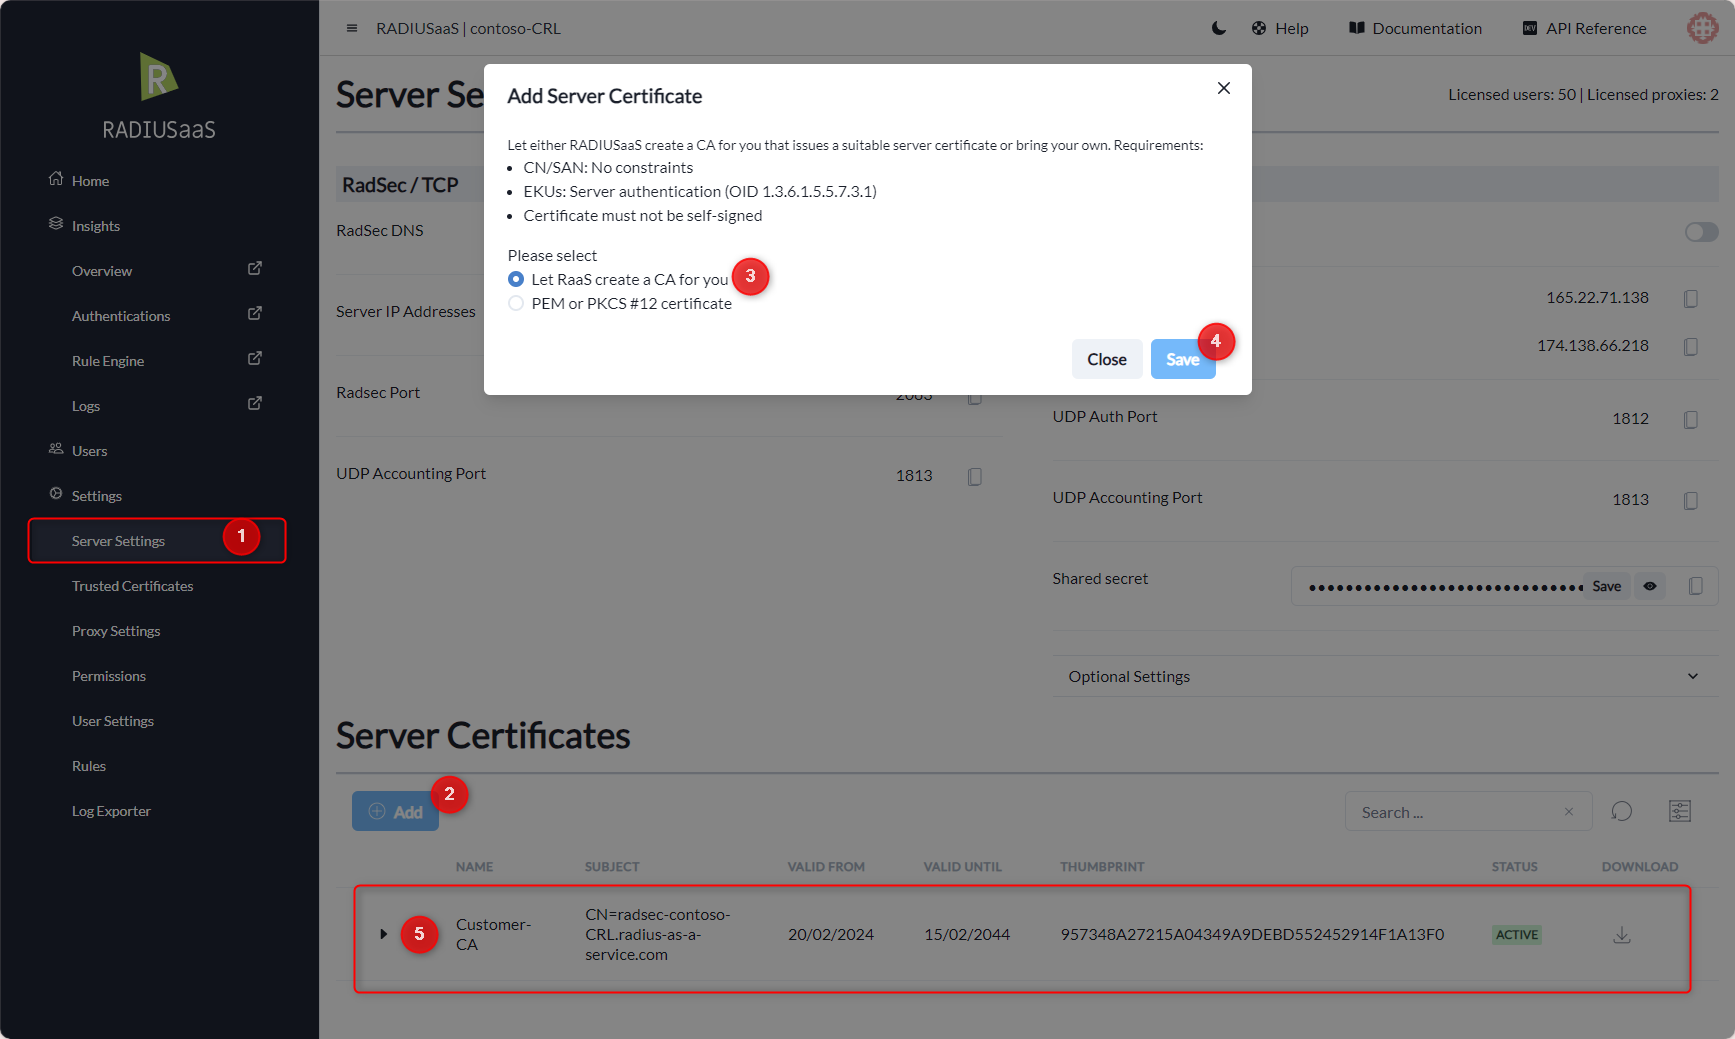 RADIUSaaS
Home
Insights
Overview
Authentications
Rule Engine
Logs
Users
Settings
Server Settings
1
Trusted Certificates
Proxy Settings
Permissions
User Settings
Rules
Log Exporter
RADIUSaaS | contoso-CRL
Help
Documentation
DEV
API Reference
Server Se
Licensed users: 50 | Licensed proxies: 2
Add Server Certificate
Let either RADIUSaaS create a CA for you that issues a suitable server certificate or bring your own. Requirements:
• CN/SAN: No constraints
• EKUs: Server authentication (OID 1.3.6.1.5.5.7.3.1)
• Certificate must not be self-signed
Please select
Let RaaS create a CA for you
3
PEM or PKCS #12 certificate
Close
Save
4
RadSec / TCP
RadSec DNS
Server IP Addresses
Radsec Port
2083
UDP Accounting Port
1813
165.22.71.138
174.138.66.218
UDP Auth Port
1812
UDP Accounting Port
1813
Shared secret
Save
Optional Settings
Server Certificates
Add
2
Search ...
NAME SUBJECT VALID FROM VALID UNTIL THUMBPRINT STATUS DOWNLOAD
5
Customer-
CA
CN=radsec-contoso-
CRL.radius-as-a-
service.com
20/02/2024
15/02/2044
957348A27215A04349A9DEBD552452914F1A13F0
ACTIVE